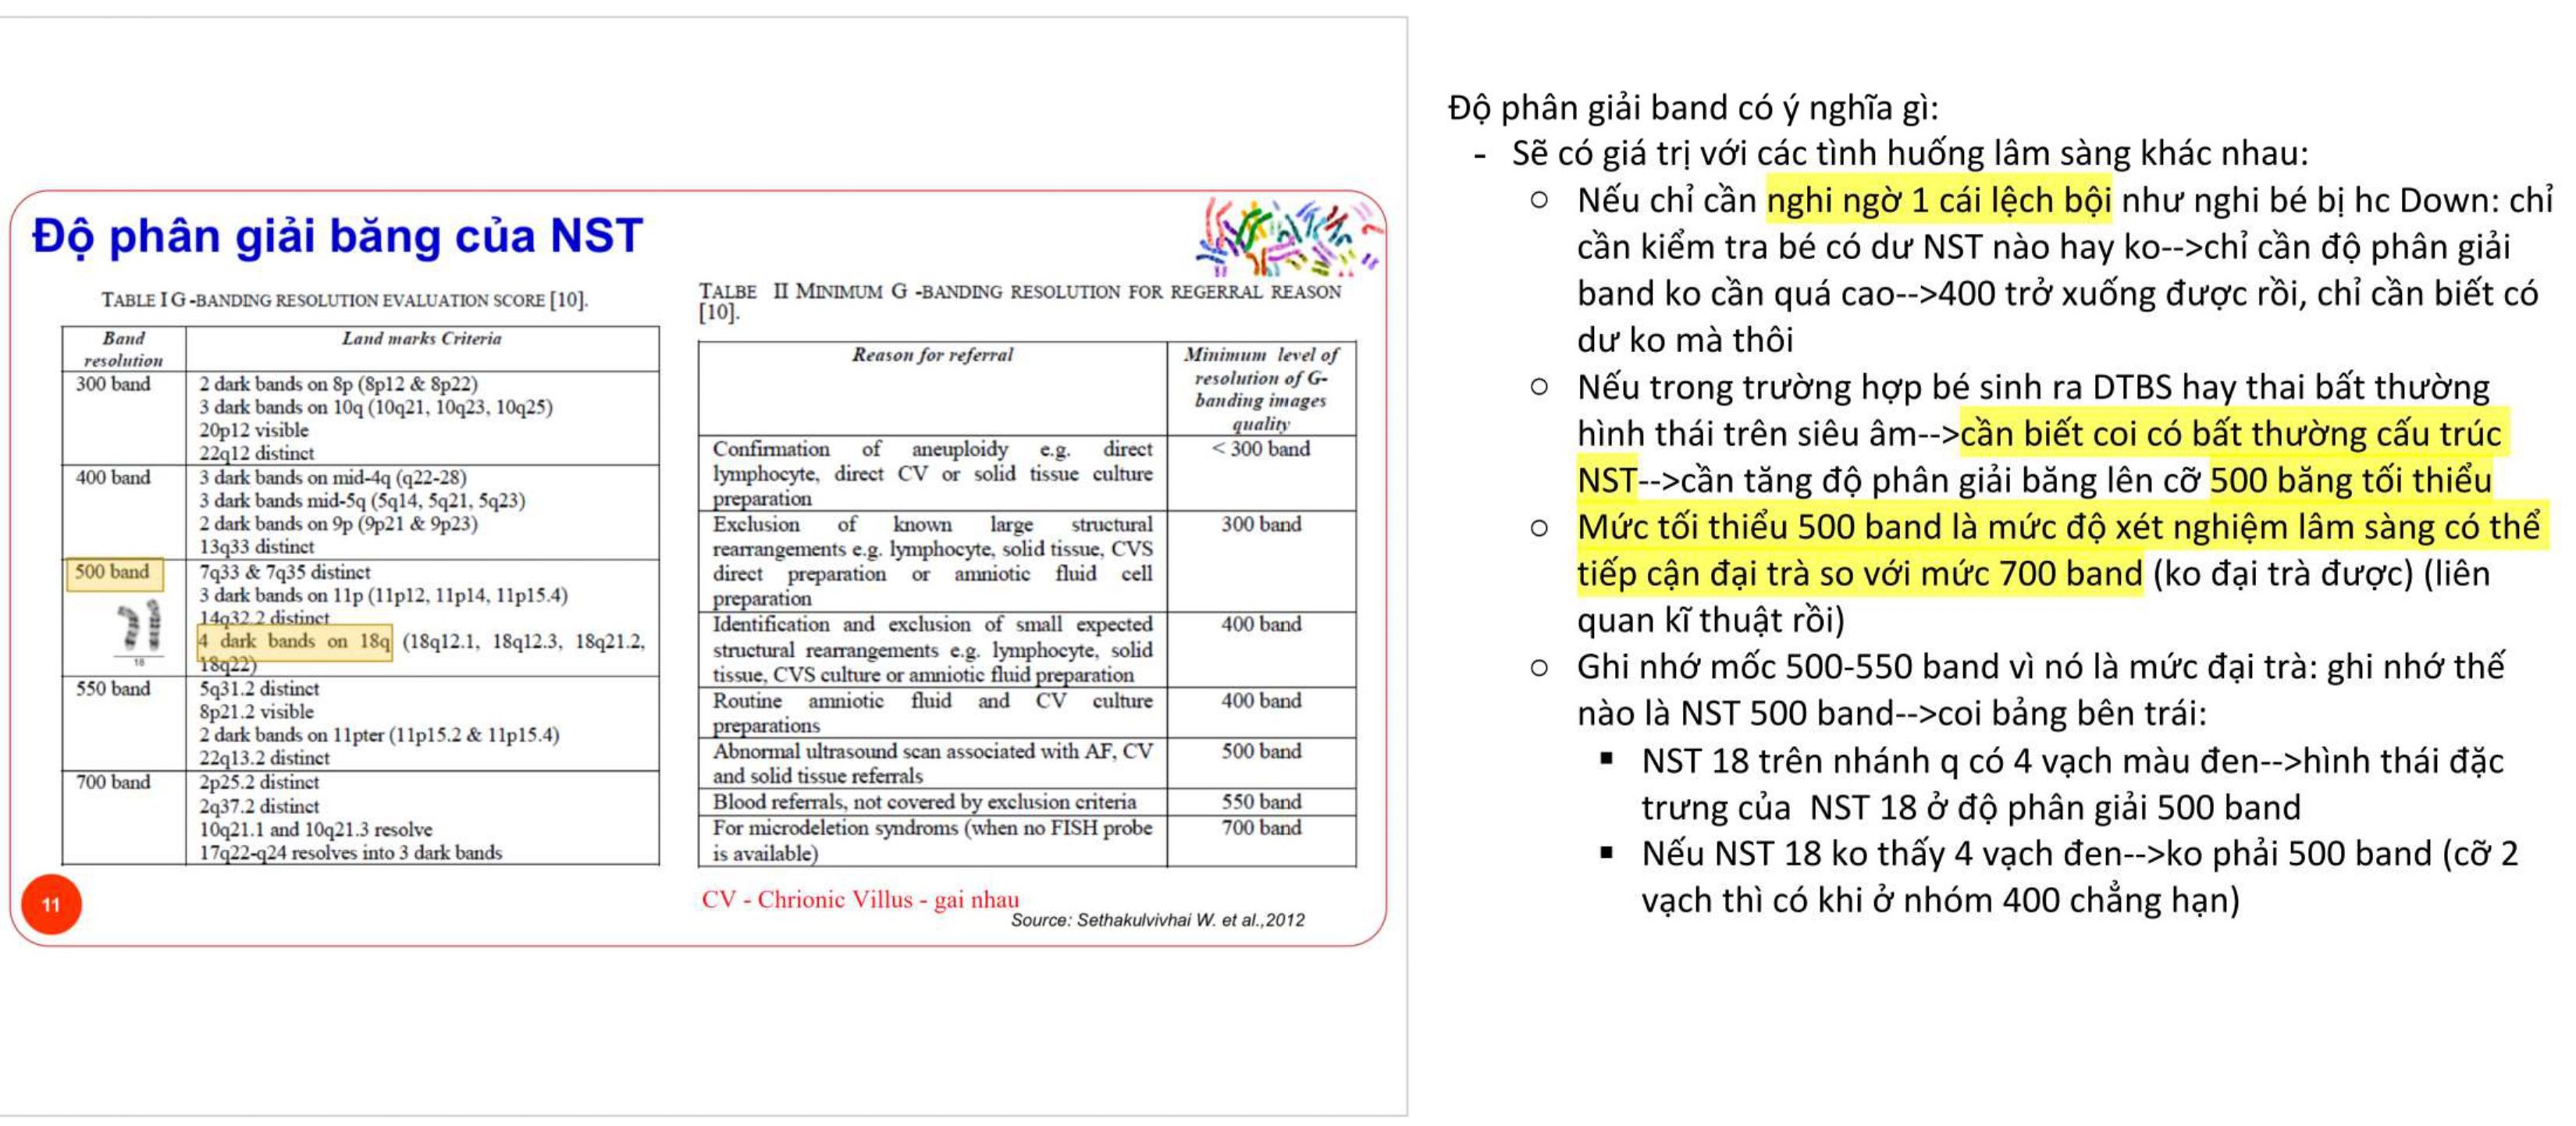 Độ phân giải băng của NST
TABLE I G -BANDING RESOLUTION EVALUATION SCORE [10].
Band
resolution
Land marks Criteria
300 band
2 dark bands on 8p (8p12 & 8p22)
3 dark bands on 10q (10q21, 10q23, 10q25)
20p12 visible
22q12 distinct
400 band
3 dark bands on mid-4q (q22-28)
3 dark bands mid-5q (5q14, 5q21, 5q23)
2 dark bands on 9p (9p21 & 9p23)
13q33 distinct
500 band
18
7q33 & 7q35 distinct
3 dark bands on 11p (11p12, 11p14, 11p15.4)
14q32.2 distinct
4 dark bands on 18q (18q12.1, 18q12.3, 18q21.2,
18q22)
550 band
5q31.2 distinct
8p21.2 visible
2 dark bands on 11pter (11p15.2 & 11p15.4)
22q13.2 distinct
700 band
2p25.2 distinct
2q37.2 distinct
10q21.1 and 10q21.3 resolve
17q22-q24 resolves into 3 dark bands
TALBE II MINIMUM G -BANDING RESOLUTION FOR REGERRAL REASON
[10].
Reason for referral
Minimum level of
resolution of G-
banding images
quality
Confirmation of aneuploidy e.g. direct
lymphocyte, direct CV or solid tissue culture
preparation
< 300 band
Exclusion of known large structural
rearrangements e.g. lymphocyte, solid tissue, CVS
direct preparation or amniotic fluid cell
preparation
300 band
Identification and exclusion of small expected
structural rearrangements e.g. lymphocyte, solid
tissue, CVS culture or amniotic fluid preparation
400 band
Routine amniotic fluid and CV culture
preparations
400 band
Abnormal ultrasound scan associated with AF, CV
and solid tissue referrals
500 band
Blood referrals, not covered by exclusion criteria
550 band
For microdeletion syndroms (when no FISH probe
is available)
700 band
11
CV - Chrionic Villus - gai nhau
Source: Sethakulvivhai W. et al.,2012
Độ phân giải band có ý nghĩa gì:
- Sẽ có giá trị với các tình huống lâm sàng khác nhau:
○ Nếu chỉ cần nghi ngờ 1 cái lệch bội như nghi bé bị hc Down: chỉ
cần kiểm tra bé có dư NST nào hay ko-->chỉ cần độ phân giải
band ko cần quá cao-->400 trở xuống được rồi, chỉ cần biết có
dư ko mà thôi
○ Nếu trong trường hợp bé sinh ra DTBS hay thai bất thường
hình thái trên siêu âm-->cần biết coi có bất thường cấu trúc
NST-->cần tăng độ phân giải băng lên cỡ 500 băng tối thiểu
○ Mức tối thiểu 500 band là mức độ xét nghiệm lâm sàng có thể
tiếp cận đại trà so với mức 700 band (ko đại trà được) (liên
quan kĩ thuật rồi)
○ Ghi nhớ mốc 500-550 band vì nó là mức đại trà: ghi nhớ thế
nào là NST 500 band-->coi bảng bên trái:
▪ NST 18 trên nhánh q có 4 vạch màu đen-->hình thái đặc
trưng của NST 18 ở độ phân giải 500 band
▪ Nếu NST 18 ko thấy 4 vạch đen-->ko phải 500 band (cỡ 2
vạch thì có khi ở nhóm 400 chẳng hạn)